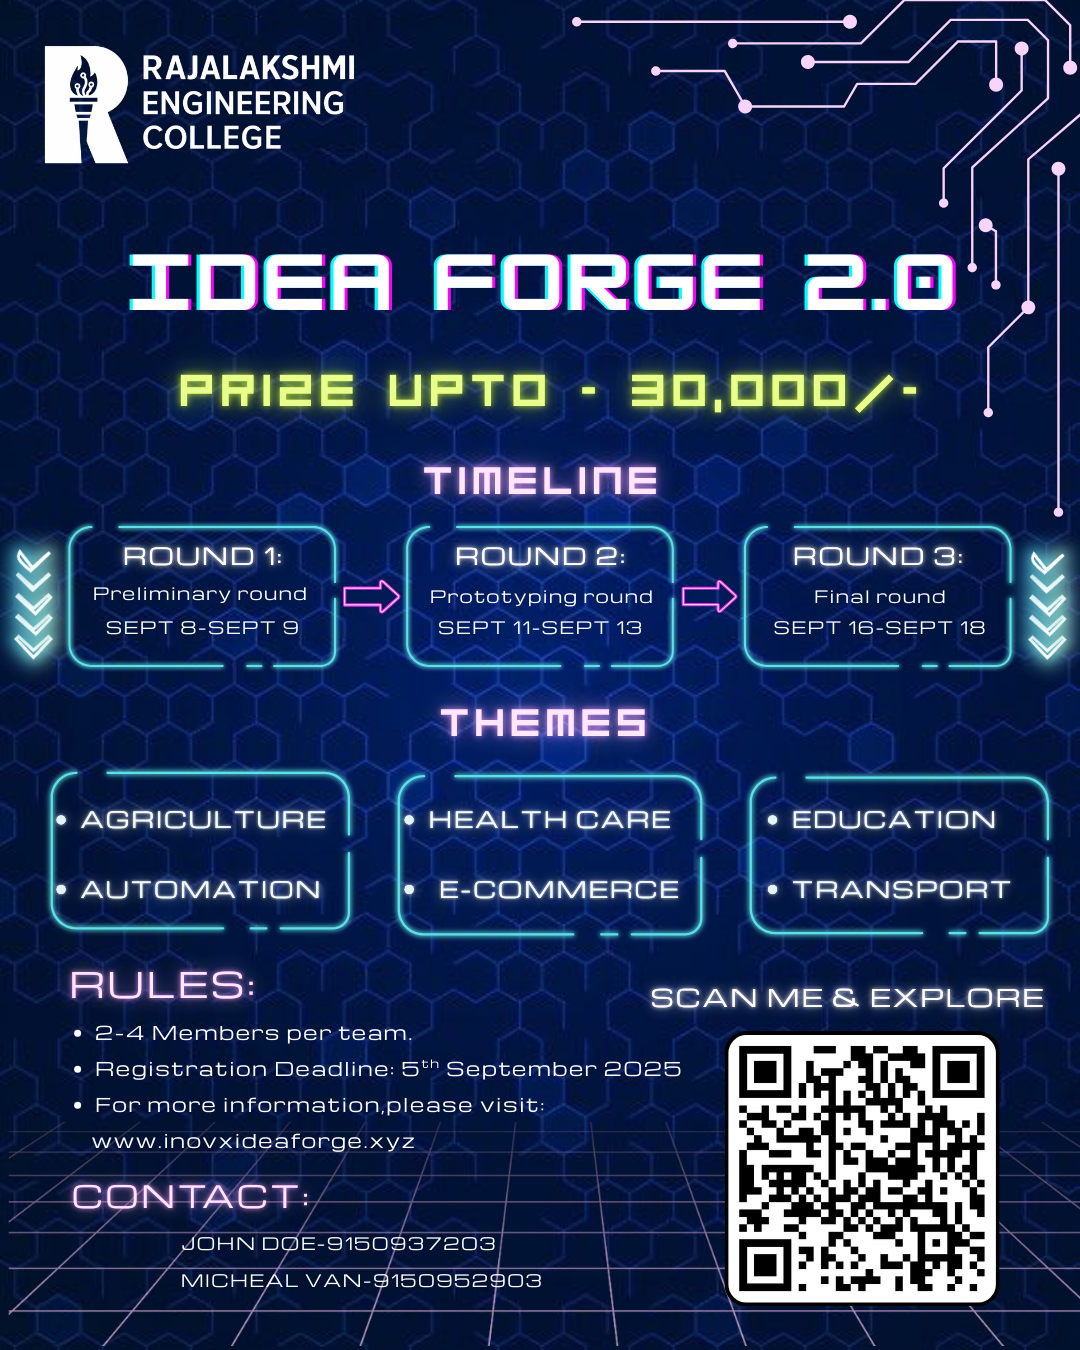 RAJALAKSHMI
ENGINEERING
COLLEGE
IDEA FORGE 2.0
PRIZE UPTO - 30,000/-
TIMELINE
ROUND 1:
Preliminary round
SEPT 8-SEPT 9
ROUND 2:
Prototyping round
SEPT 11-SEPT 13
ROUND 3:
Final round
SEPT 16-SEPT 18
THEMES
• AGRICULTURE
• AUTOMATION
• HEALTH CARE
• E-COMMERCE
• EDUCATION
• TRANSPORT
RULES:
• 2-4 Members per team.
• Registration Deadline: 5th September 2025
• For more information,please visit:
www.inovxideaforge.xyz
CONTACT:
JOHN DOE-9150937203
MICHEAL VAN-9150952903
SCAN ME & EXPLORE